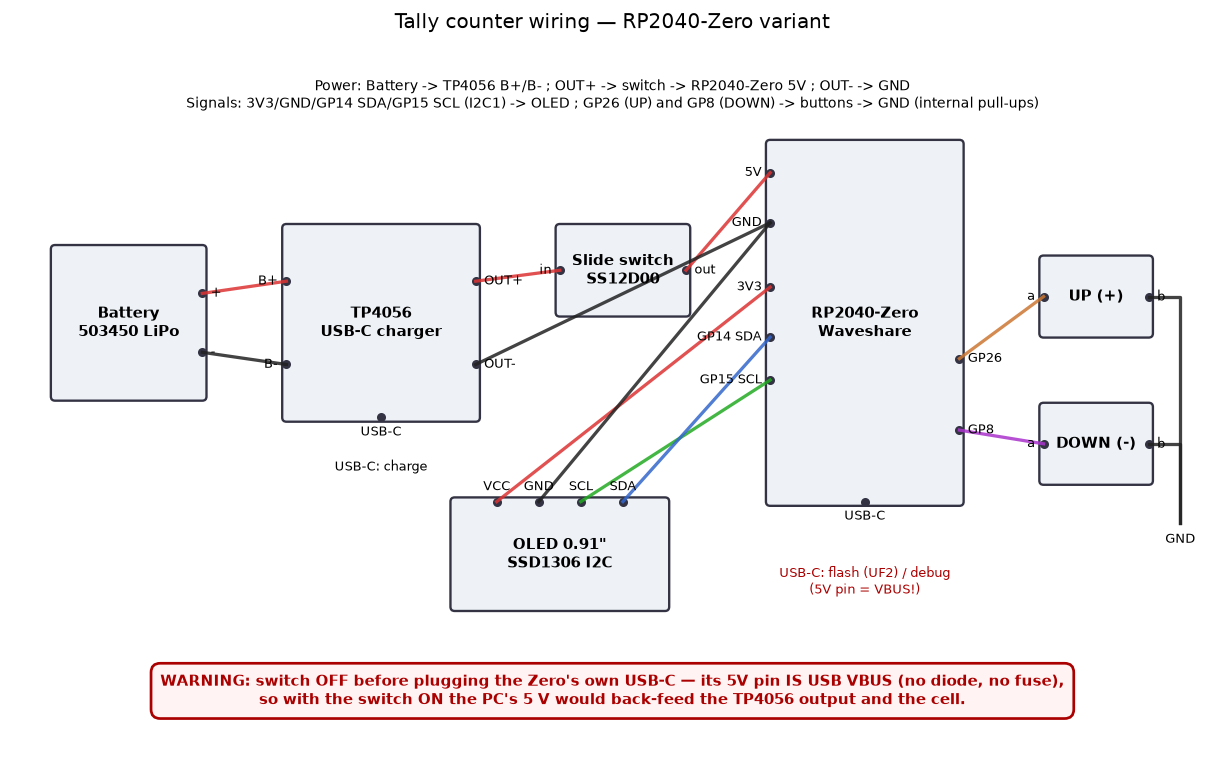 Tally counter wiring — RP2040-Zero variant
Power: Battery -> TP4056 B+/B- ; OUT+ -> switch -> RP2040-Zero 5V ; OUT- -> GND
Signals: 3V3/GND/GP14 SDA/GP15 SCL (I2C1) -> OLED ; GP26 (UP) and GP8 (DOWN) -> buttons -> GND (internal pull-ups)
Battery
503450 LiPo
+
-
TP4056
USB-C charger
B+
B-
OUT+
OUT-
USB-C
USB-C: charge
Slide switch
SS12D00
in
out
RP2040-Zero
Waveshare
5V
GND
3V3
GP14 SDA
GP15 SCL
GP26
GP8
USB-C
USB-C: flash (UF2) / debug
(5V pin = VBUS!)
UP (+)
a
b
DOWN (-)
a
b
GND
VCC
GND
SCL
SDA
OLED 0.91"
SSD1306 I2C
WARNING: switch OFF before plugging the Zero's own USB-C — its 5V pin IS USB VBUS (no diode, no fuse),
so with the switch ON the PC's 5 V would back-feed the TP4056 output and the cell.